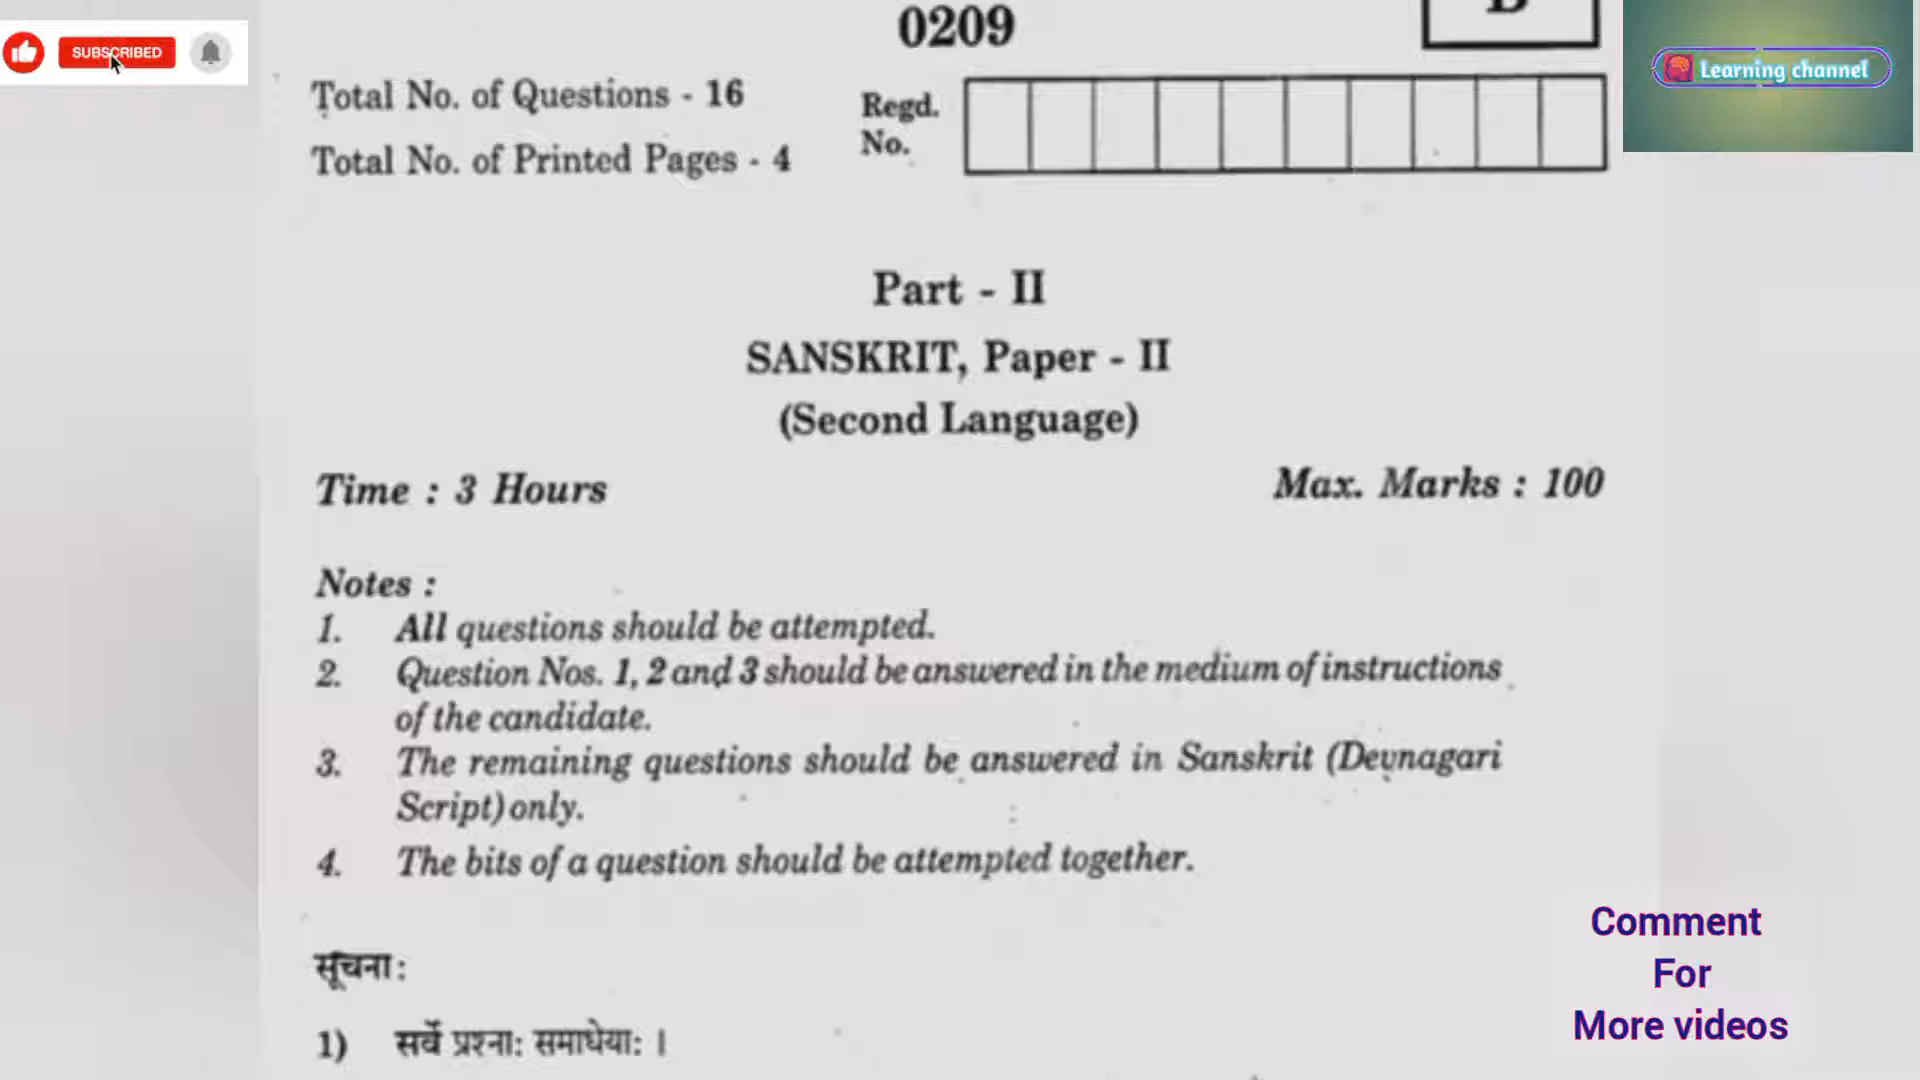 SUBSCRIBED
0209
Learning channel
Total No. of Questions - 16
Regd.
No.
Total No. of Printed Pages - 4
Part - II
SANSKRIT, Paper - II
(Second Language)
Time : 3 Hours
Max. Marks : 100
Notes :
1. All questions should be attempted.
2. Question Nos. 1, 2 and 3 should be answered in the medium of instructions
of the candidate.
3. The remaining questions should be answered in Sanskrit (Devnagari
Script) only.
4. The bits of a question should be attempted together.
सूचना:
1) सर्वे प्रश्ना: समाधेया: ।
Comment
For
More videos